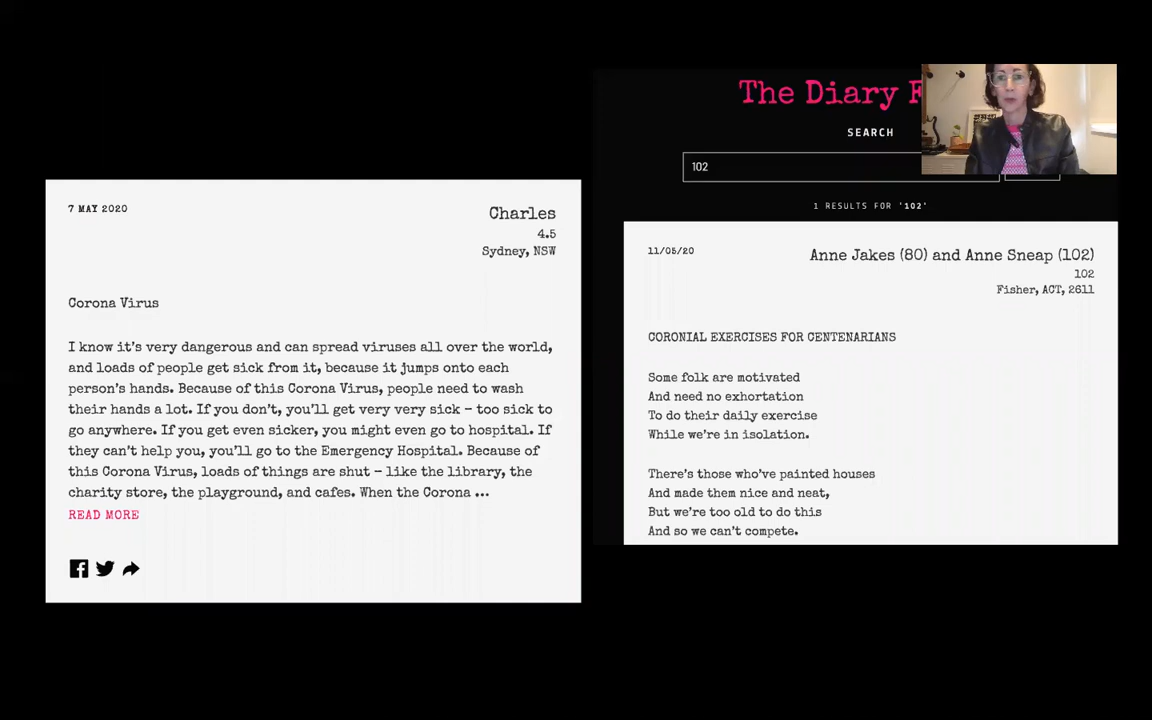 7 MAY 2020
Charles
4.5
Sydney, NSW
Corona Virus
I know it's very dangerous and can spread viruses all over the world,
and loads of people get sick from it, because it jumps onto each
person's hands. Because of this Corona Virus, people need to wash
their hands a lot. If you don't, you'll get very very sick – too sick to
go anywhere. If you get even sicker, you might even go to hospital. If
they can't help you, you'll go to the Emergency Hospital. Because of
this Corona Virus, loads of things are shut – like the library, the
charity store, the playground, and cafes. When the Corona ...
READ MORE
The Diary
SEARCH
102
1 RESULTS FOR '102'
11/05/20
Anne Jakes (80) and Anne Sneap (102)
102
Fisher, ACT, 2611
CORONIAL EXERCISES FOR CENTENARIANS
Some folk are motivated
And need no exhortation
To do their daily exercise
While we're in isolation.
There's those who've painted houses
And made them nice and neat,
But we're too old to do this
And so we can't compete.